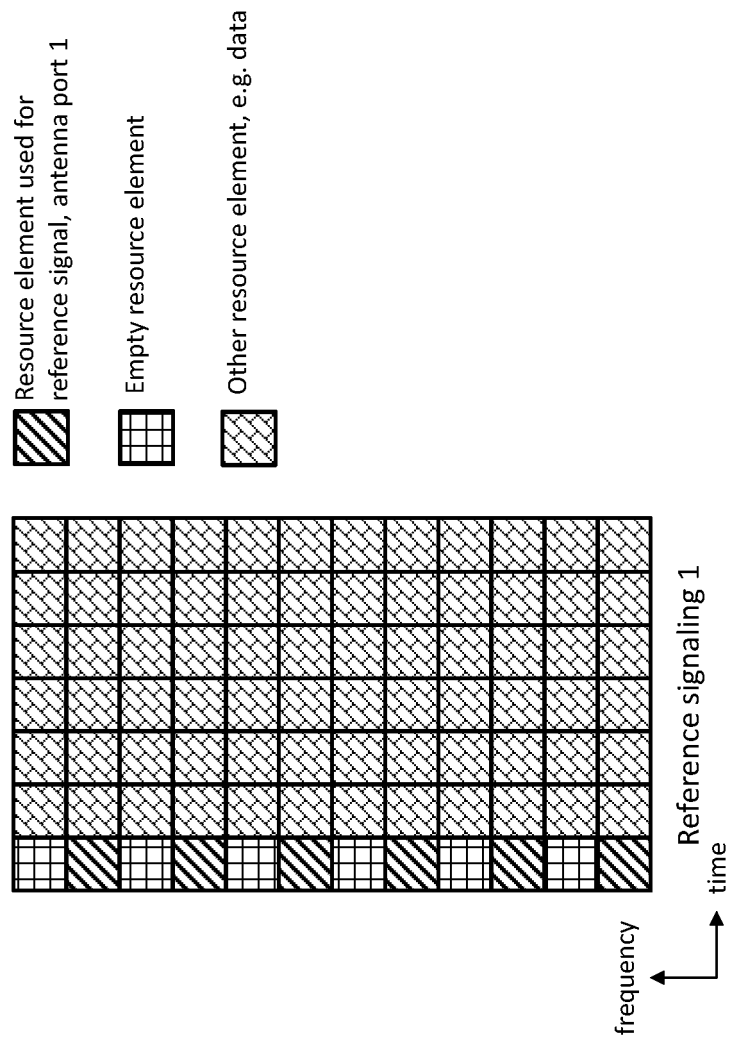 Resource element used for
reference signal, antenna port 1
Empty resource element
Other resource element, e.g. data
Reference signaling 1
frequency
time